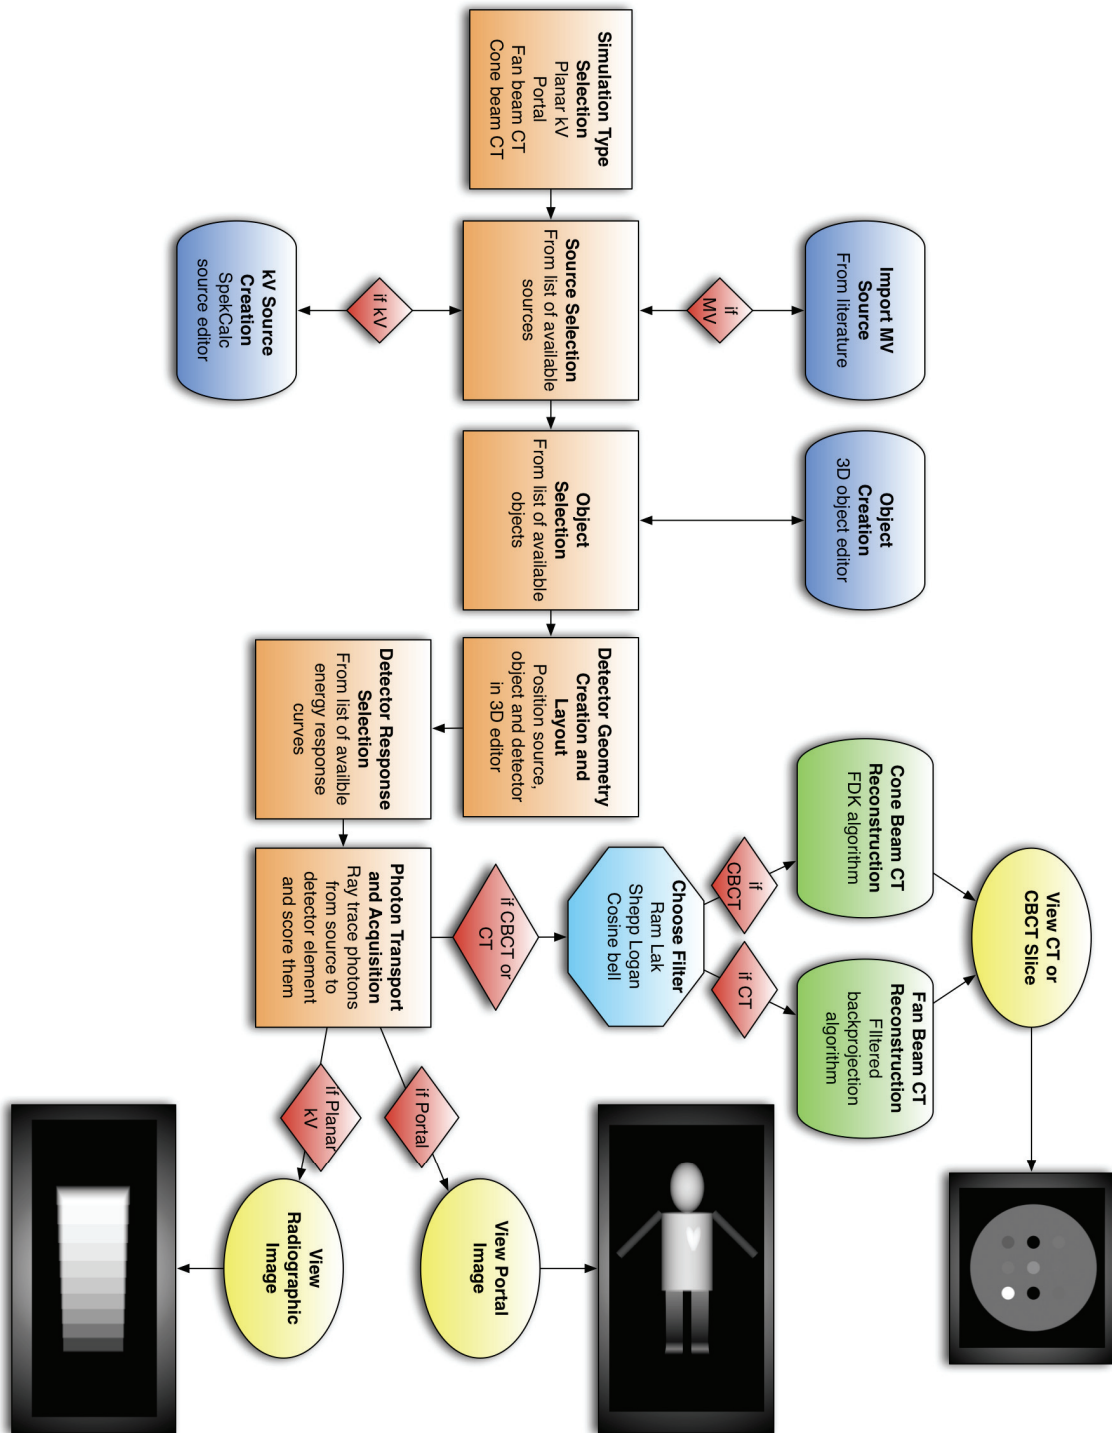 Simulation Type
Selection
Planar kV
Portal
Fan beam CT
Cone beam CT
Import MV
Source
From literature
if
MV
Source Selection
From list of available
sources
if kV
kV Source
Creation
SpekCalc
source editor
Object
Creation
3D object editor
Object
Selection
From list of available
objects
Detector Geometry
Creation and
Layout
Position source,
object and detector
in 3D editor
Detector Response
Selection
From list of availble
energy response
curves
Photon Transport
and Acquisition
Ray trace photons
from source to
detector element
and score them
if CBCT or
CT
Choose Filter
Ram Lak
Shepp Logan
Cosine bell
if
CBCT
if CT
Cone Beam CT
Reconstruction
FDK algorithm
Fan Beam CT
Reconstruction
FIltered
backprojection
algorithm
View CT or
CBCT Slice
if Portal
if Planar
kV
View Portal
Image
View
Radiographic
Image